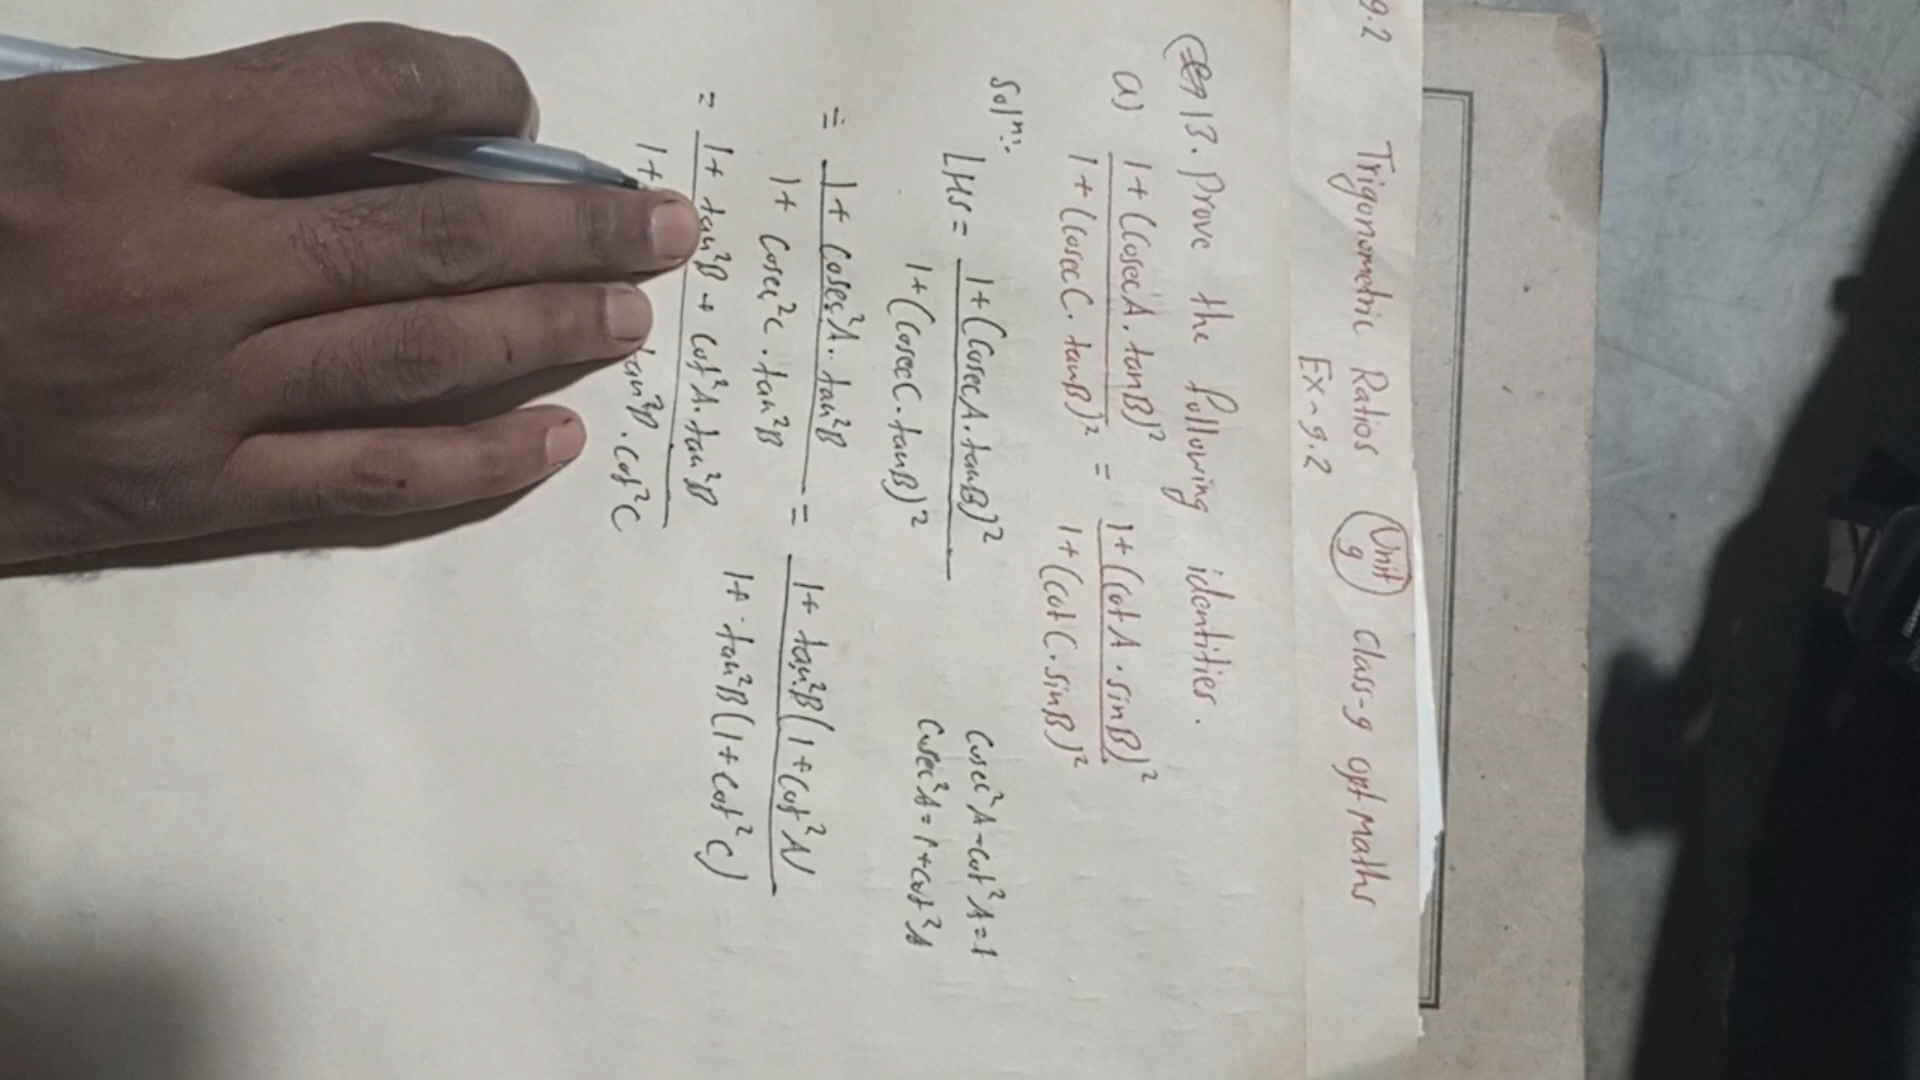 9.2 Trigonometric Ratios Unit 9 class-9 opt Maths
Ex-9.2
13. Prove the following identities.
a) 1+(CosecA.tanB)² / 1+(CosecC.tanB)² = 1+(CotA.sinB)² / 1+(CotC.sinB)²
Solⁿ:-
LHS = 1+(CosecA.tanB)² / 1+(CosecC.tanB)²
Cosec²A-Cot²A=1
Cosec²A=1+cot²A
= 1+Cosec²A.tan²B / 1+Cosec²C.tan²B = 1+tan²B(1+Cot²A) / 1+tan²B(1+Cot²C)
= 1+tan²B+Cot²A.tan²B / 1+ tan²B.Cot²C